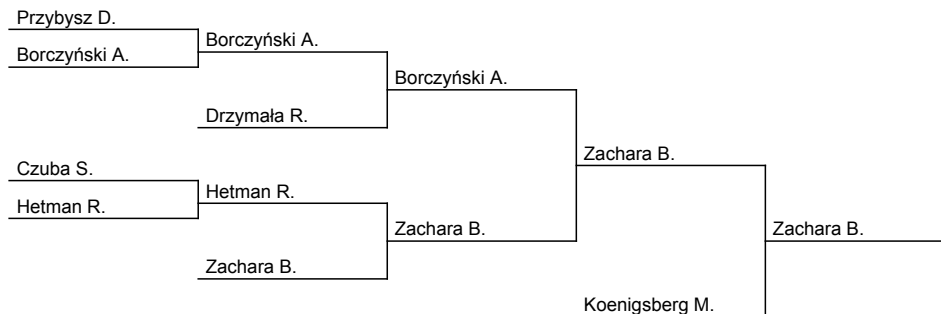 Przybysz D.
Borczyński A.
Borczyński A.
Borczyński A.
Drzymała R.
Zachara B.
Czuba S.
Hetman R.
Hetman R.
Zachara B.
Zachara B.
Zachara B.
Koenigsberg M.